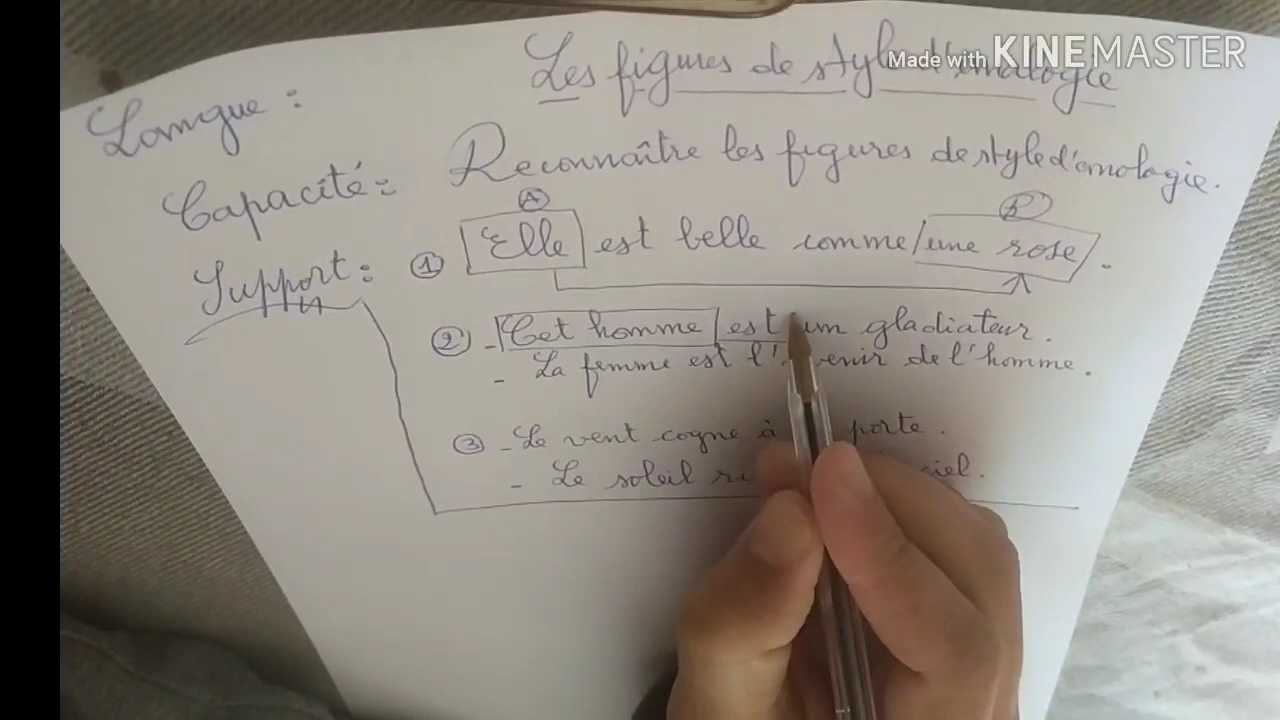 Made with KINEMASTER
Les figures de style d'analogie
Langue :
Capacité : Reconnaître les figures de style d'analogie.
A B
Support : ① Elle est belle comme une rose.
② - Cet homme est un gladiateur.
- La femme est l' de l'homme.
③ - Le vent cogne à porte.
- Le soleil ciel.